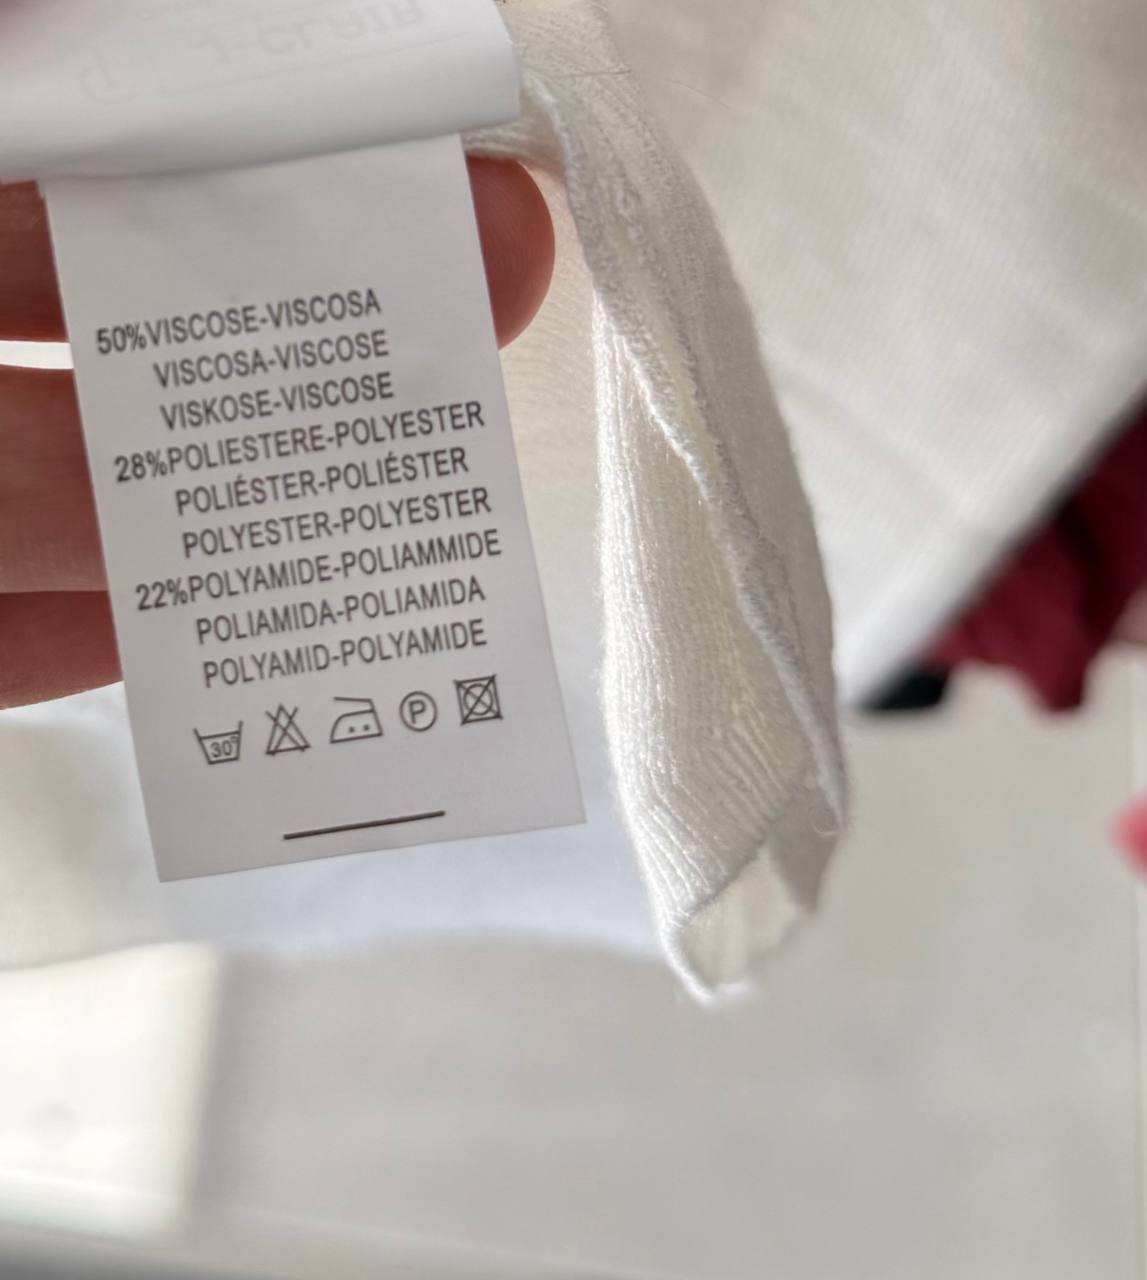 J-CLAIR
50%VISCOSE-VISCOSA
VISCOSA-VISCOSE
VISKOSE-VISCOSE
28%POLIESTERE-POLYESTER
POLIÉSTER-POLIÉSTER
POLYESTER-POLYESTER
22%POLYAMIDE-POLIAMMIDE
POLIAMIDA-POLIAMIDA
POLYAMID-POLYAMIDE
30°
P